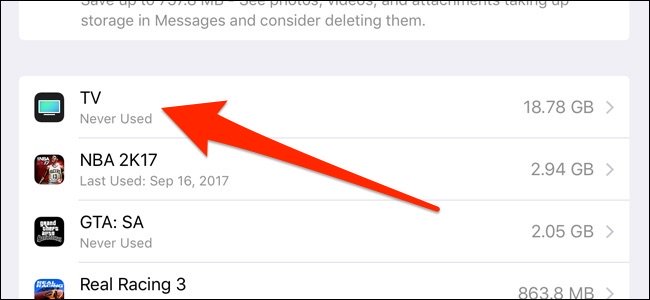 Save up to 797.8 MB - See photos, videos, and attachments taking up
storage in Messages and consider deleting them.
TV
Never Used
18.78 GB
NBA 2K17
Last Used: Sep 16, 2017
2.94 GB
GTA: SA
Never Used
2.05 GB
Real Racing 3
863.8 MB